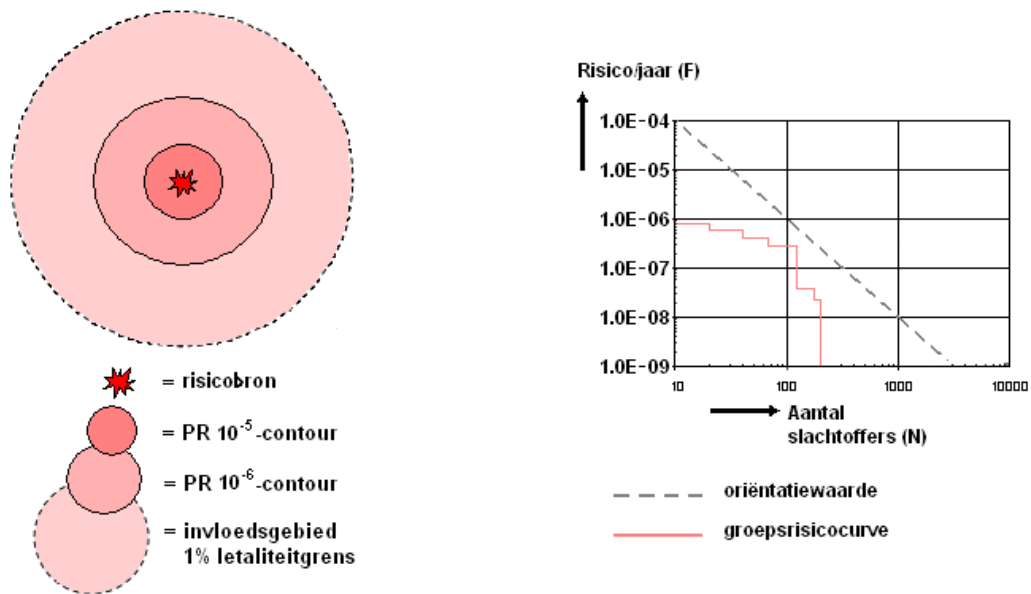 = risicobron
= PR 10⁻⁵-contour
= PR 10⁻⁶-contour
= invloedsgebied
1% letaliteitgrens
Risico/jaar (F)
1.0E-04
1.0E-05
1.0E-06
1.0E-07
1.0E-08
1.0E-09
10 100 1000 10000
Aantal
slachtoffers (N)
oriëntatiewaarde
groepsrisicocurve